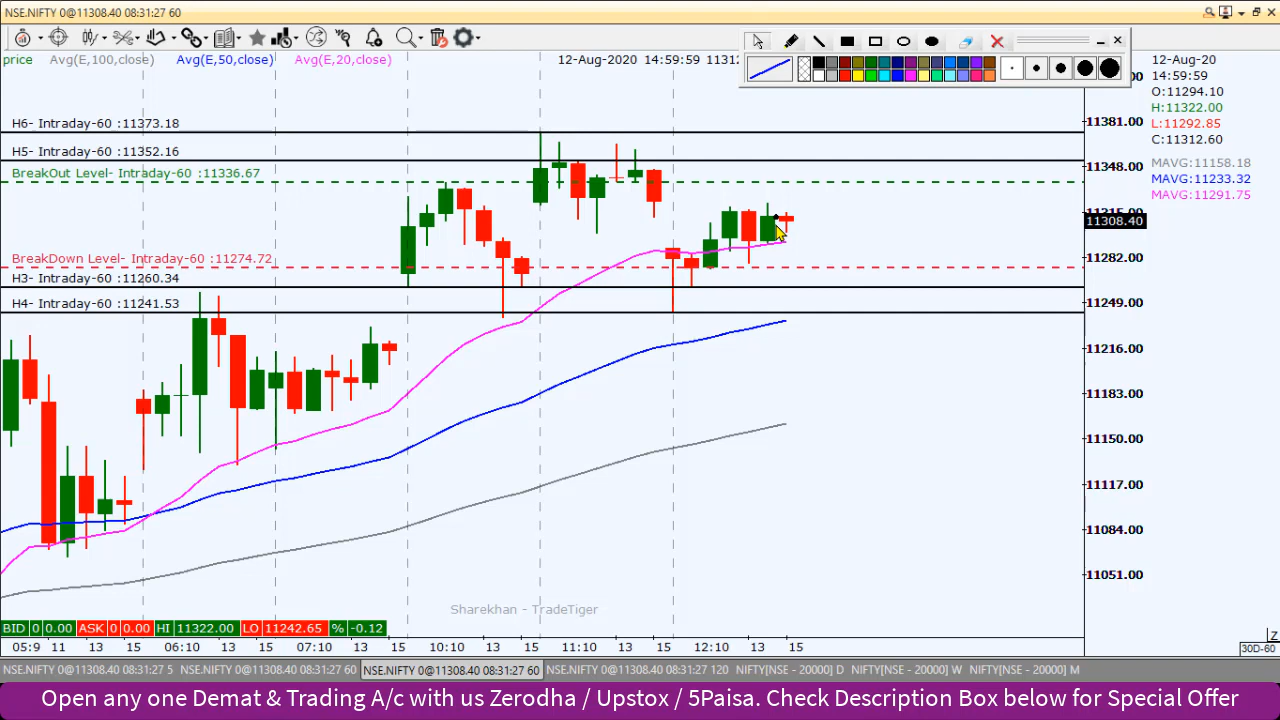 NSE.NIFTY 0@11308.40 08:31:27 60
price Avg(E,100,close) Avg(E,50,close) Avg(E,20,close)
12-Aug-2020 14:59:59 11312
12-Aug-20
14:59:59
O:11294.10
H:11322.00
L:11292.85
C:11312.60
MAVG:11158.18
MAVG:11233.32
MAVG:11291.75
H6- Intraday-60 :11373.18
H5- Intraday-60 :11352.16
BreakOut Level- Intraday-60 :11336.67
BreakDown Level- Intraday-60 :11274.72
H3- Intraday-60 :11260.34
H4- Intraday-60 :11241.53
11381.00
11348.00
11315.00
11308.40
11282.00
11249.00
11216.00
11183.00
11150.00
11117.00
11084.00
11051.00
Sharekhan - TradeTiger
BID 0 0.00 ASK 0 0.00 HI 11322.00 LO 11242.65 % -0.12
Z
05:9 11 13 15 06:10 13 15 07:10 13 15 10:10 13 15 11:10 13 15 12:10 13 15
30D-60
NSE.NIFTY 0@11308.40 08:31:27 5 NSE.NIFTY 0@11308.40 08:31:27 60 NSE.NIFTY 0@11308.40 08:31:27 60 NSE.NIFTY 0@11308.40 08:31:27 120 NIFTY[NSE - 20000] D NIFTY[NSE - 20000] W NIFTY[NSE - 20000] M
Open any one Demat & Trading A/c with us Zerodha / Upstox / 5Paisa. Check Description Box below for Special Offer